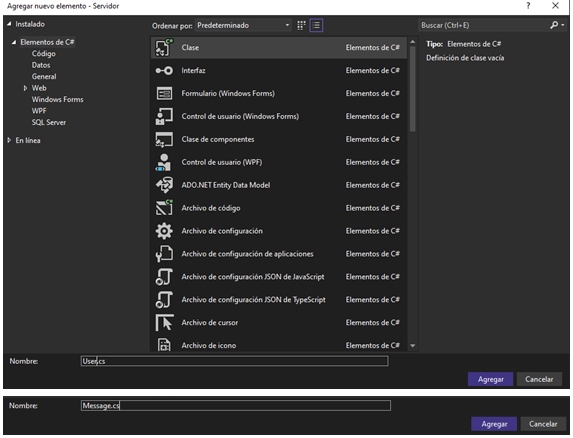 Agregar nuevo elemento - Servidor
? ×
Instalado
Ordenar por: Predeterminado
Buscar (Ctrl+E)
Elementos de C#
Código
Datos
General
Web
Windows Forms
WPF
SQL Server
En línea
Clase Elementos de C#
Interfaz Elementos de C#
Formulario (Windows Forms) Elementos de C#
Control de usuario (Windows Forms) Elementos de C#
Clase de componentes Elementos de C#
Control de usuario (WPF) Elementos de C#
ADO.NET Entity Data Model Elementos de C#
Archivo de código Elementos de C#
Archivo de configuración Elementos de C#
Archivo de configuración de aplicaciones Elementos de C#
Archivo de configuración JSON de JavaScript Elementos de C#
Archivo de configuración JSON de TypeScript Elementos de C#
Archivo de cursor Elementos de C#
Archivo de icono Elementos de C#
Tipo: Elementos de C#
Definición de clase vacía
Nombre: User.cs
Agregar Cancelar
Nombre: Message.cs
Agregar Cancelar